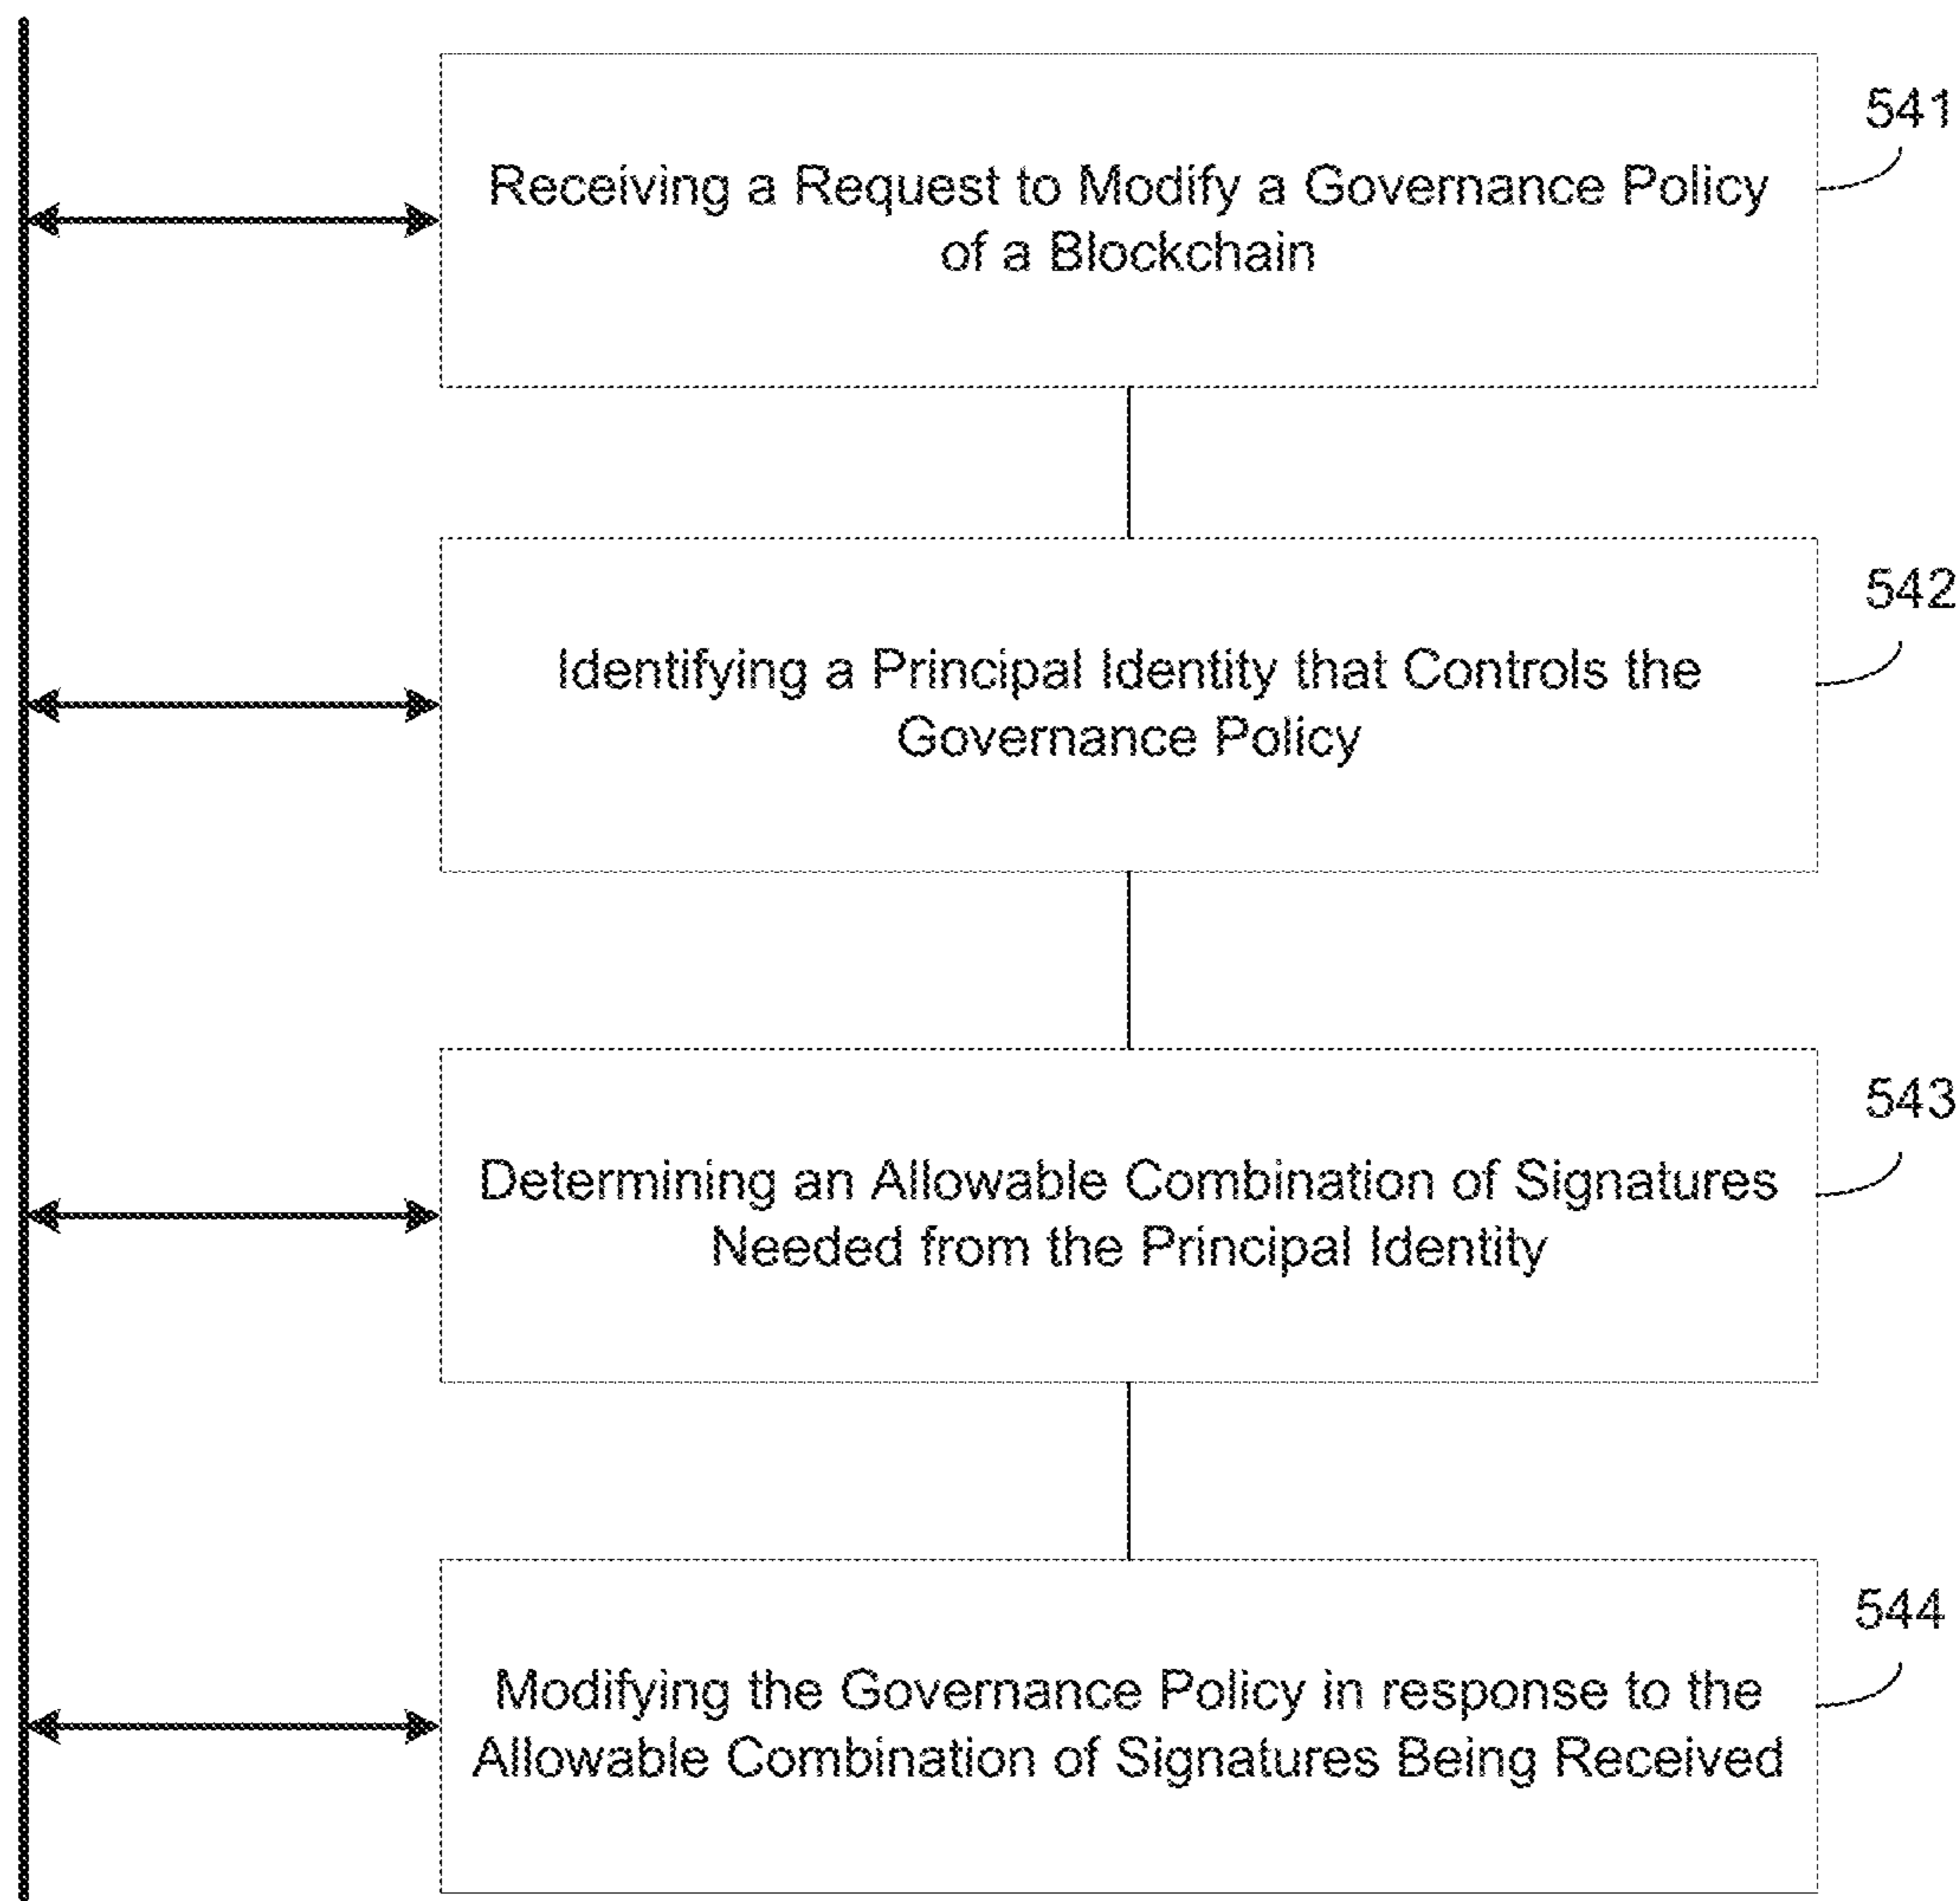 541
Receiving a Request to Modify a Governance Policy
of a Blockchain
542
Identifying a Principal Identity that Controls the
Governance Policy
543
Determining an Allowable Combination of Signatures
Needed from the Principal Identity
544
Modifying the Governance Policy in response to the
Allowable Combination of Signatures Being Received